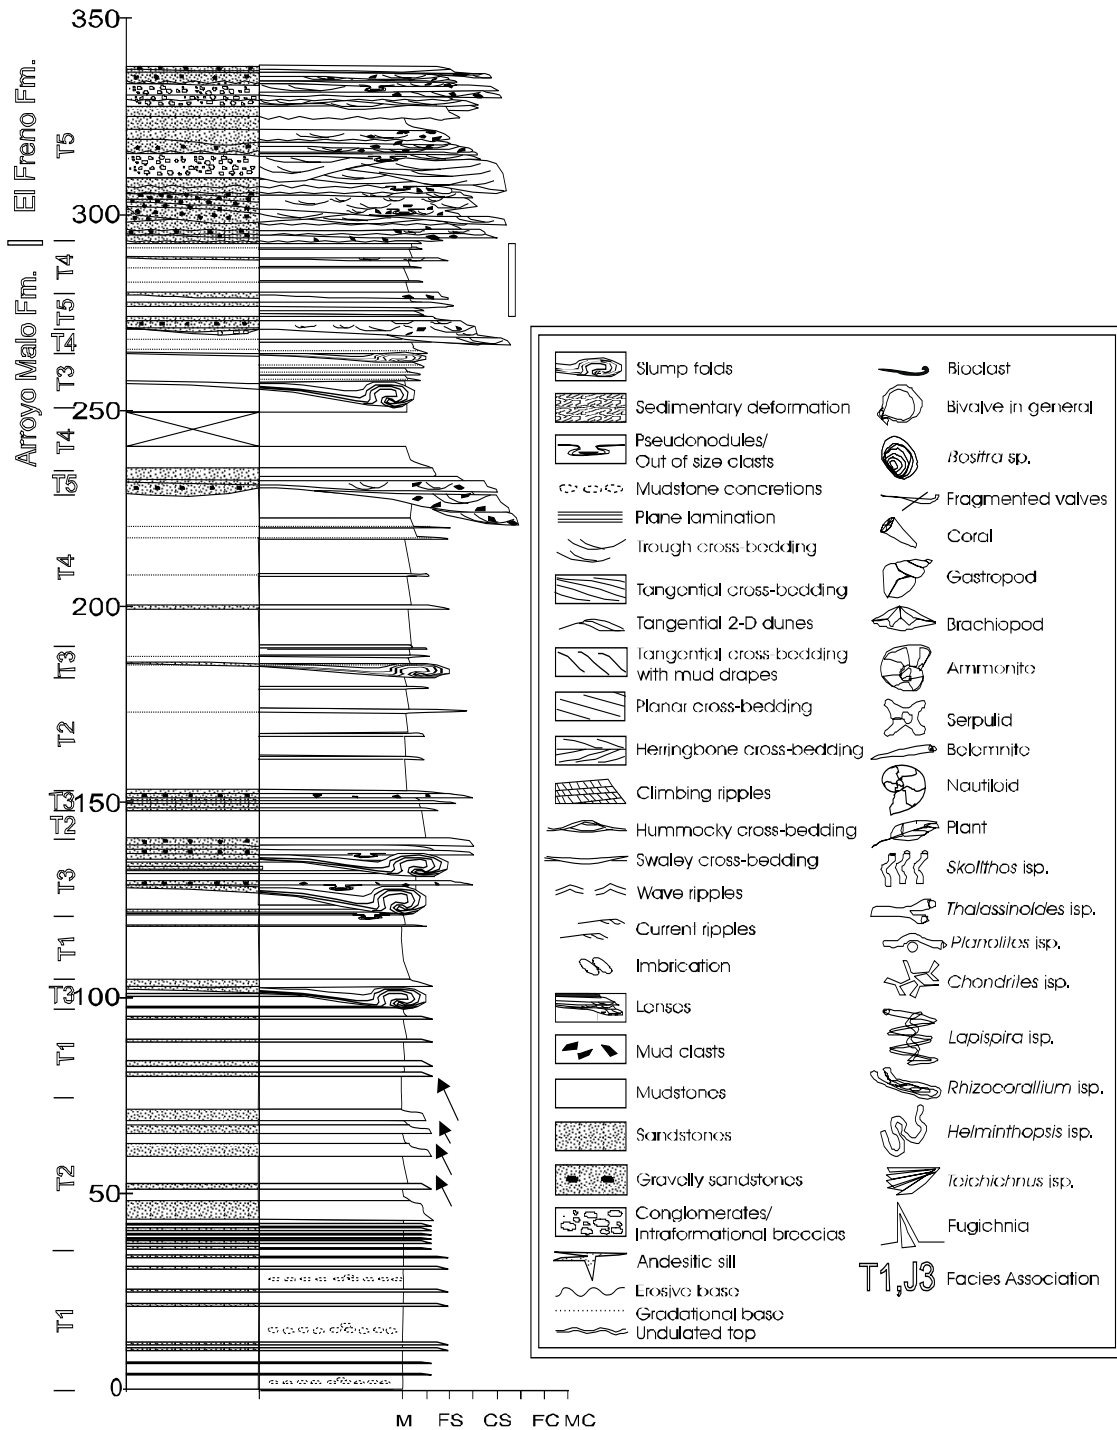 350
300
250
200
150
100
50
0
El Freno Fm.
Arroyo Malo Fm.
T5
T4
T5
T4
T3
T4
T5
T4
T3
T2
T3
T2
T3
T1
T3
T1
T2
T1
M FS CS FC MC
Slump folds
Sedimentary deformation
Pseudonodules/
Out of size clasts
Mudstone concretions
Plane lamination
Trough cross-bedding
Tangential cross-bedding
Tangential 2-D dunes
Tangential cross-bedding
with mud drapes
Planar cross-bedding
Herringbone cross-bedding
Climbing ripples
Hummocky cross-bedding
Swaley cross-bedding
Wave ripples
Current ripples
Imbrication
Lenses
Mud clasts
Mudstones
Sandstones
Gravelly sandstones
Conglomerates/
Intraformational breccias
Andesitic sill
Erosive base
Gradational base
Undulated top
Bioclast
Bivalve in general
Bositra sp.
Fragmented valves
Coral
Gastropod
Brachiopod
Ammonite
Serpulid
Belemnite
Nautiloid
Plant
Skolithos isp.
Thalassinoides isp.
Planolites isp.
Chondrites isp.
Lapispira isp.
Rhizocorallium isp.
Helminthopsis isp.
Teichichnus isp.
Fugichnia
T1,J3 Facies Association